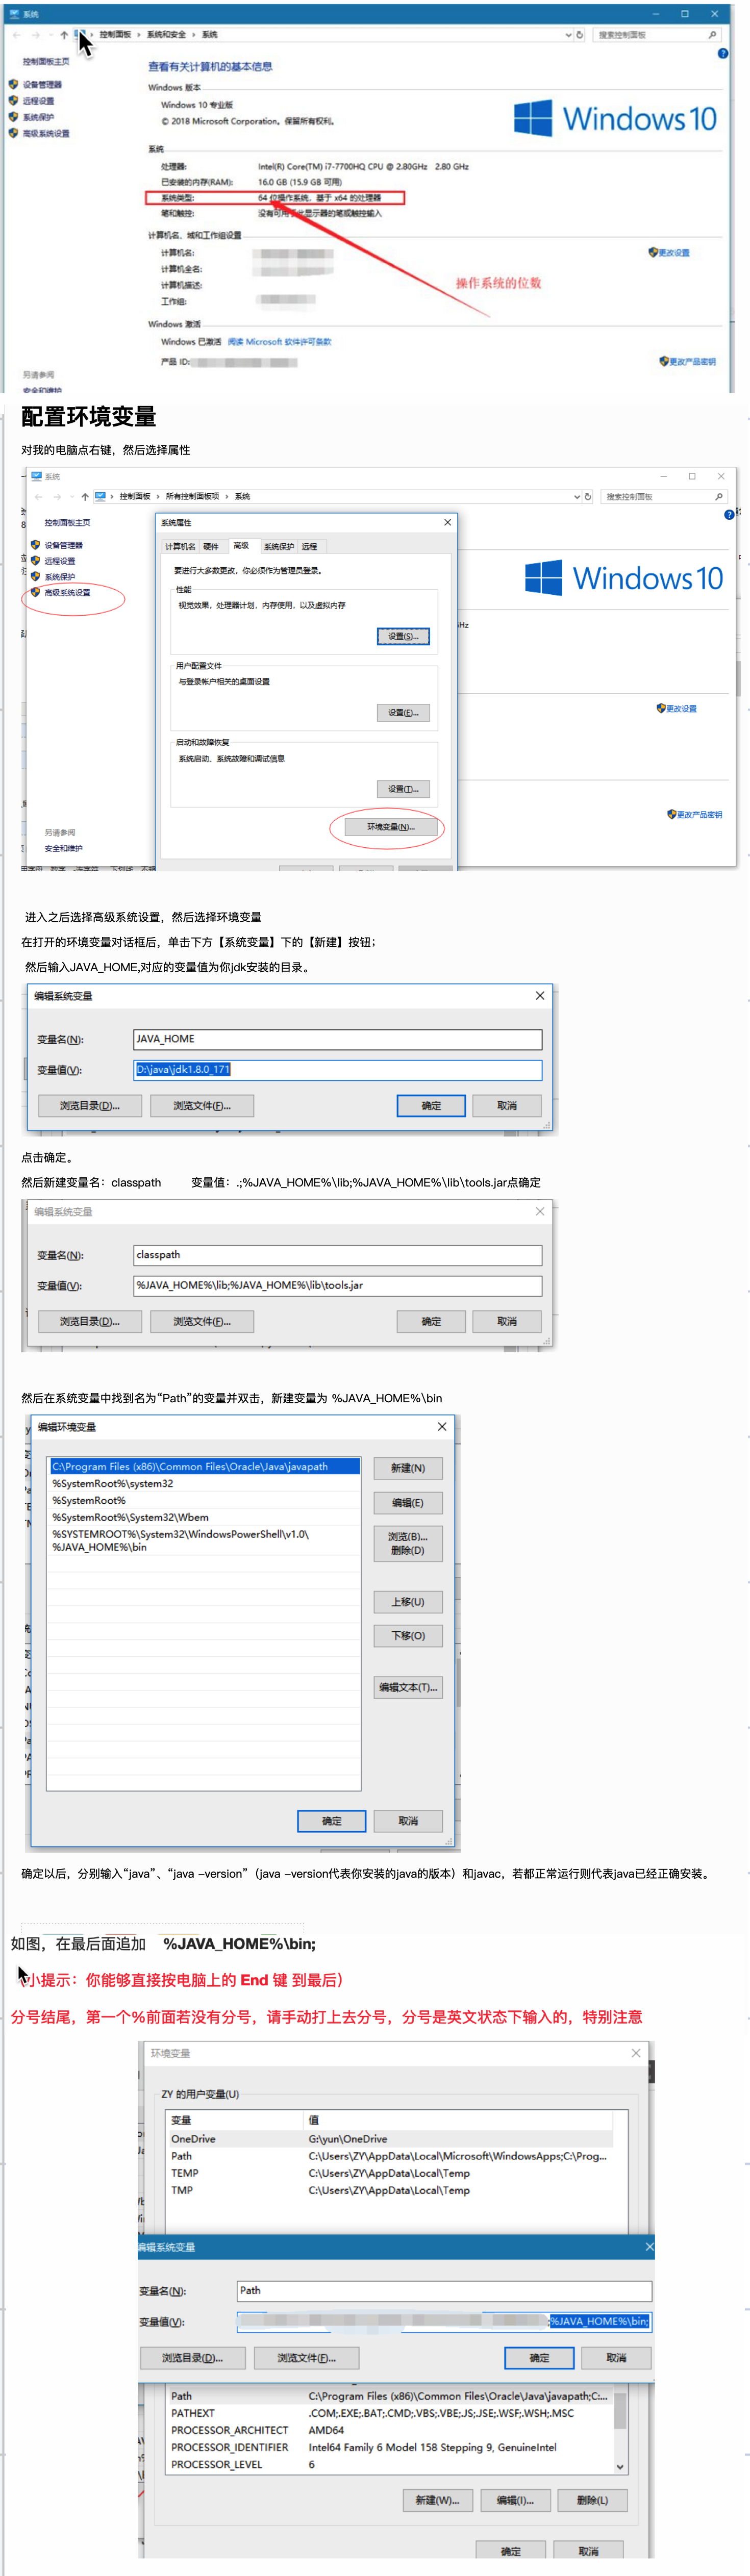 系统
控制面板 › 系统和安全 › 系统
搜索控制面板
控制面板主页
设备管理器
远程设置
系统保护
高级系统设置
查看有关计算机的基本信息
Windows 版本
Windows 10 专业版
© 2018 Microsoft Corporation。保留所有权利。
Windows 10
系统
处理器: Intel(R) Core(TM) i7-7700HQ CPU @ 2.80GHz 2.80 GHz
已安装的内存(RAM): 16.0 GB (15.9 GB 可用)
系统类型: 64 位操作系统，基于 x64 的处理器
笔和触控: 没有可用于此显示器的笔或触控输入
计算机名、域和工作组设置
计算机名:
更改设置
计算机全名:
计算机描述:
操作系统的位数
工作组:
Windows 激活
Windows 已激活 阅读 Microsoft 软件许可条款
产品 ID:
更改产品密钥
另请参阅
安全和维护
配置环境变量
对我的电脑点右键，然后选择属性
系统
控制面板 › 所有控制面板项 › 系统
搜索控制面板
控制面板主页
设备管理器
远程设置
系统保护
高级系统设置
系统属性
计算机名 硬件 高级 系统保护 远程
要进行大多数更改，你必须作为管理员登录。
性能
视觉效果，处理器计划，内存使用，以及虚拟内存
设置(S)...
用户配置文件
与登录帐户相关的桌面设置
设置(E)...
启动和故障恢复
系统启动、系统故障和调试信息
设置(T)...
环境变量(N)...
Windows 10
Hz
更改设置
更改产品密钥
另请参阅
安全和维护
进入之后选择高级系统设置，然后选择环境变量
在打开的环境变量对话框后，单击下方【系统变量】下的【新建】按钮；
然后输入JAVA_HOME,对应的变量值为你jdk安装的目录。
编辑系统变量
变量名(N): JAVA_HOME
变量值(V): D:\java\jdk1.8.0_171
浏览目录(D)... 浏览文件(F)... 确定 取消
点击确定。
然后新建变量名：classpath 变量值：.;%JAVA_HOME%\lib;%JAVA_HOME%\lib\tools.jar点确定
编辑系统变量
变量名(N): classpath
变量值(V): %JAVA_HOME%\lib;%JAVA_HOME%\lib\tools.jar
浏览目录(D)... 浏览文件(F)... 确定 取消
然后在系统变量中找到名为“Path”的变量并双击，新建变量为 %JAVA_HOME%\bin
编辑环境变量
C:\Program Files (x86)\Common Files\Oracle\Java\javapath
%SystemRoot%\system32
%SystemRoot%
%SystemRoot%\System32\Wbem
%SYSTEMROOT%\System32\WindowsPowerShell\v1.0\
%JAVA_HOME%\bin
新建(N)
编辑(E)
浏览(B)...
删除(D)
上移(U)
下移(O)
编辑文本(T)...
确定 取消
确定以后，分别输入“java”、“java –version”（java –version代表你安装的java的版本）和javac，若都正常运行则代表java已经正确安装。
如图，在最后面追加 %JAVA_HOME%\bin;
小提示：你能够直接按电脑上的 End 键 到最后）
分号结尾，第一个%前面若没有分号，请手动打上去分号，分号是英文状态下输入的，特别注意
环境变量
ZY 的用户变量(U)
变量 值
OneDrive G:\yun\OneDrive
Path C:\Users\ZY\AppData\Local\Microsoft\WindowsApps;C:\Prog...
TEMP C:\Users\ZY\AppData\Local\Temp
TMP C:\Users\ZY\AppData\Local\Temp
编辑系统变量
变量名(N): Path
变量值(V): ;%JAVA_HOME%\bin;
浏览目录(D)... 浏览文件(F)... 确定 取消
Path C:\Program Files (x86)\Common Files\Oracle\Java\javapath;C:...
PATHEXT .COM;.EXE;.BAT;.CMD;.VBS;.VBE;.JS;.JSE;.WSF;.WSH;.MSC
PROCESSOR_ARCHITECT AMD64
PROCESSOR_IDENTIFIER Intel64 Family 6 Model 158 Stepping 9, GenuineIntel
PROCESSOR_LEVEL 6
新建(W)... 编辑(I)... 删除(L)
确定 取消